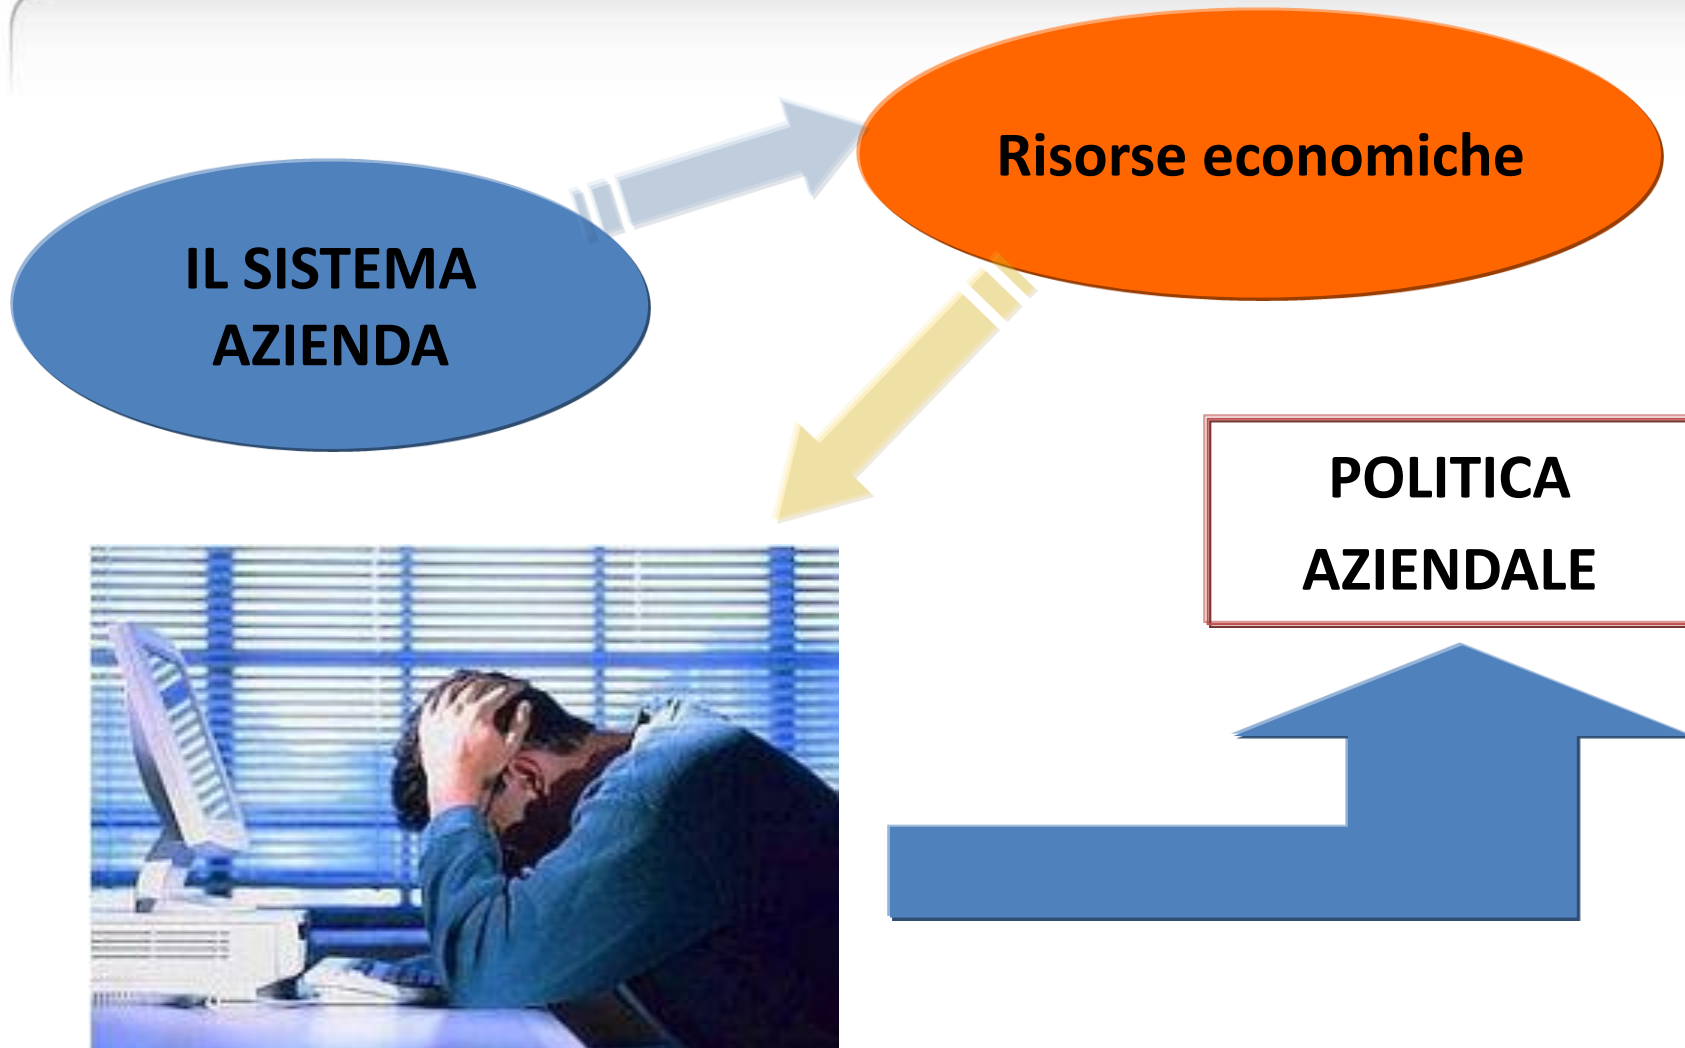 IL SISTEMA
AZIENDA
Risorse economiche
POLITICA
AZIENDALE